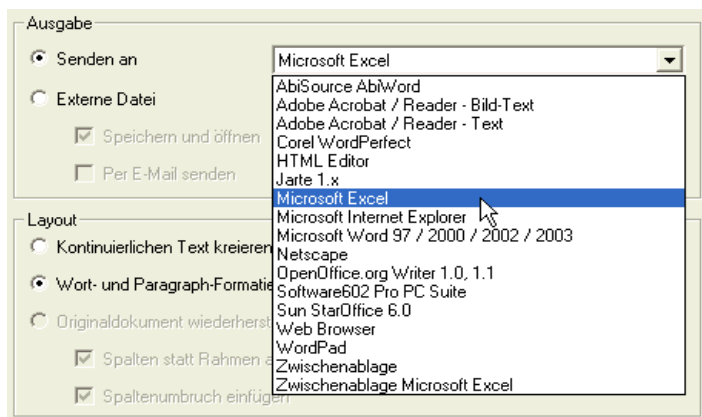 Ausgabe
Senden an
Microsoft Excel
Externe Datei
Speichern und öffnen
Per E-Mail senden
AbiSource AbiWord
Adobe Acrobat / Reader - Bild-Text
Adobe Acrobat / Reader - Text
Corel WordPerfect
HTML Editor
Jarte 1.x
Microsoft Excel
Microsoft Internet Explorer
Microsoft Word 97 / 2000 / 2002 / 2003
Netscape
OpenOffice.org Writer 1.0, 1.1
Software602 Pro PC Suite
Sun StarOffice 6.0
Web Browser
WordPad
Zwischenablage
Zwischenablage Microsoft Excel
Layout
Kontinuierlichen Text kreieren
Wort- und Paragraph-Formatie
Originaldokument wiederherst
Spalten statt Rahmen a
Spaltenumbruch einfügen